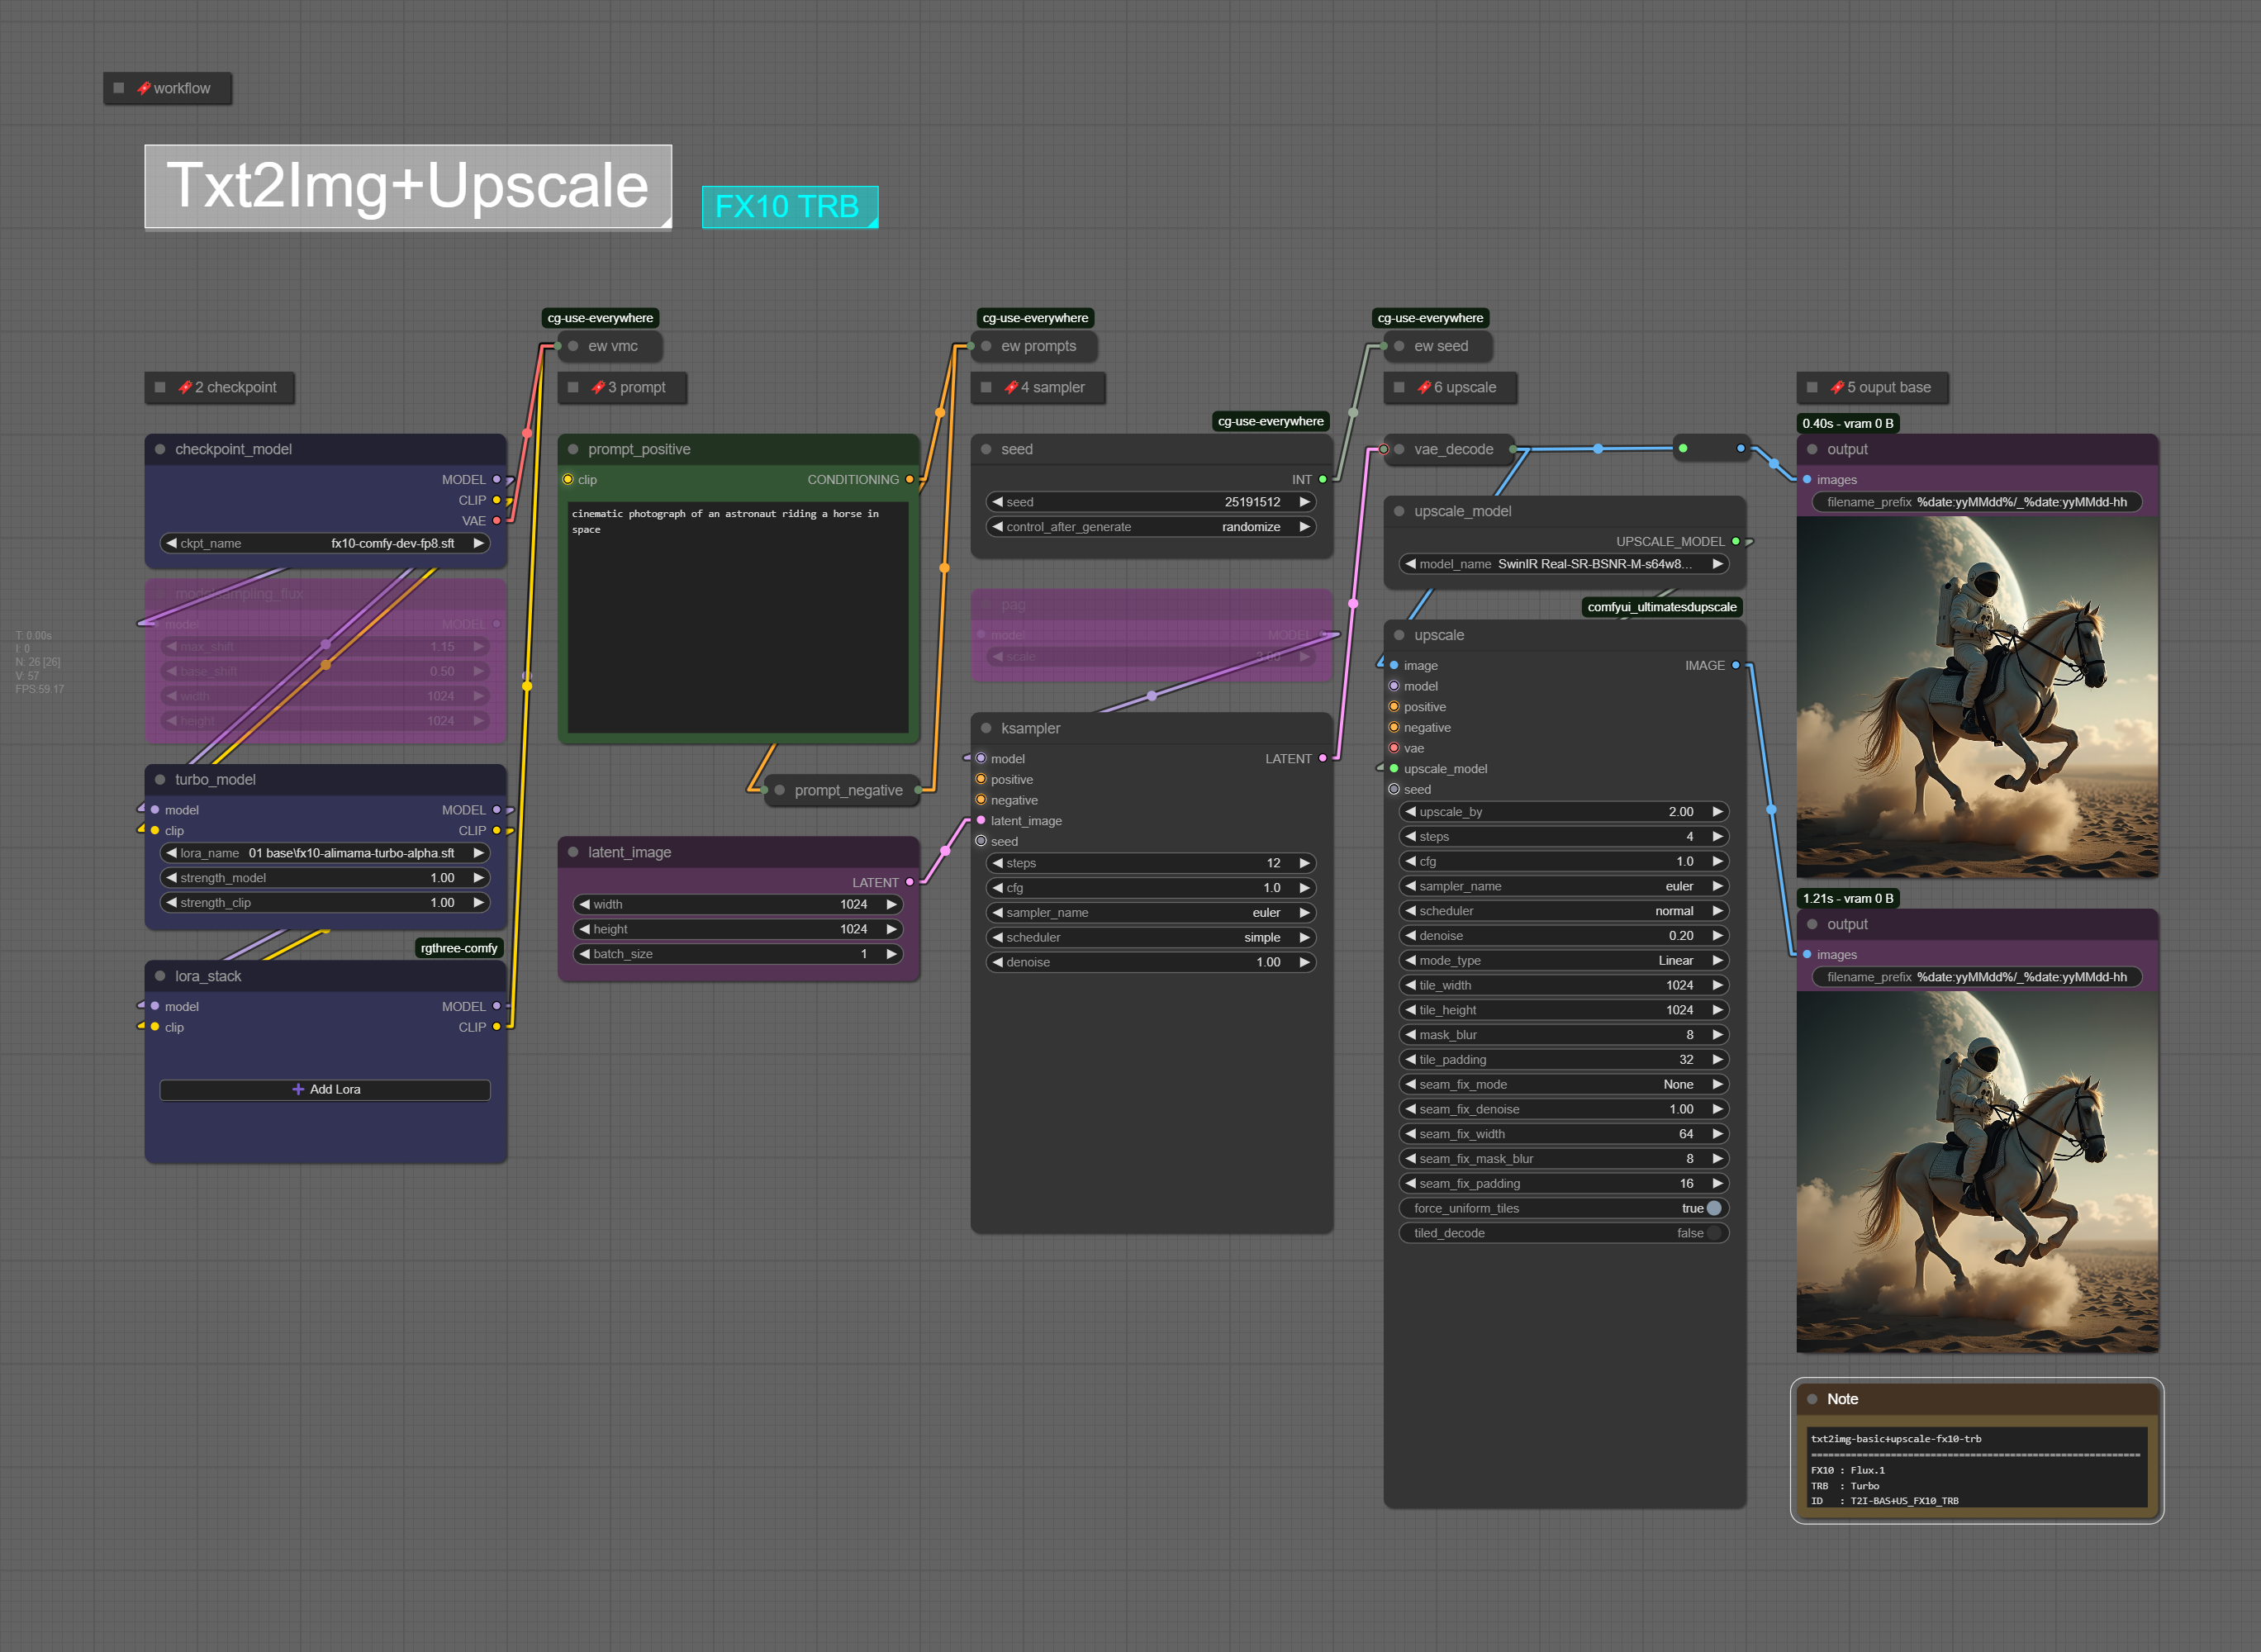 workflow
Txt2Img+Upscale
FX10 TRB
cg-use-everywhere
ew vmc
cg-use-everywhere
ew prompts
cg-use-everywhere
ew seed
2 checkpoint
3 prompt
4 sampler
6 upscale
5 ouput base
checkpoint_model
MODEL
CLIP
VAE
ckpt_name fx10-comfy-dev-fp8.sft
modelsampling_flux
model MODEL
max_shift 1.15
base_shift 0.50
width 1024
height 1024
T: 0.00s
I: 0
N: 26 [26]
V: 57
FPS:59.17
turbo_model
model MODEL
clip CLIP
lora_name 01 base\fx10-alimama-turbo-alpha.sft
strength_model 1.00
strength_clip 1.00
rgthree-comfy
lora_stack
model MODEL
clip CLIP
Add Lora
prompt_positive
clip CONDITIONING
cinematic photograph of an astronaut riding a horse in
space
prompt_negative
latent_image
LATENT
width 1024
height 1024
batch_size 1
cg-use-everywhere
seed
INT
seed 25191512
control_after_generate randomize
pag
model MODEL
scale 3.00
ksampler
model LATENT
positive
negative
latent_image
seed
steps 12
cfg 1.0
sampler_name euler
scheduler simple
denoise 1.00
vae_decode
upscale_model
UPSCALE_MODEL
model_name SwinIR Real-SR-BSNR-M-s64w8...
comfyui_ultimatesdupscale
upscale
image IMAGE
model
positive
negative
vae
upscale_model
seed
upscale_by 2.00
steps 4
cfg 1.0
sampler_name euler
scheduler normal
denoise 0.20
mode_type Linear
tile_width 1024
tile_height 1024
mask_blur 8
tile_padding 32
seam_fix_mode None
seam_fix_denoise 1.00
seam_fix_width 64
seam_fix_mask_blur 8
seam_fix_padding 16
force_uniform_tiles true
tiled_decode false
0.40s - vram 0 B
output
images
filename_prefix %date:yyMMdd%/_%date:yyMMdd-hh
1.21s - vram 0 B
output
images
filename_prefix %date:yyMMdd%/_%date:yyMMdd-hh
Note
txt2img-basic+upscale-fx10-trb
==========================================================
FX10 : Flux.1
TRB : Turbo
ID : T2I-BAS+US_FX10_TRB